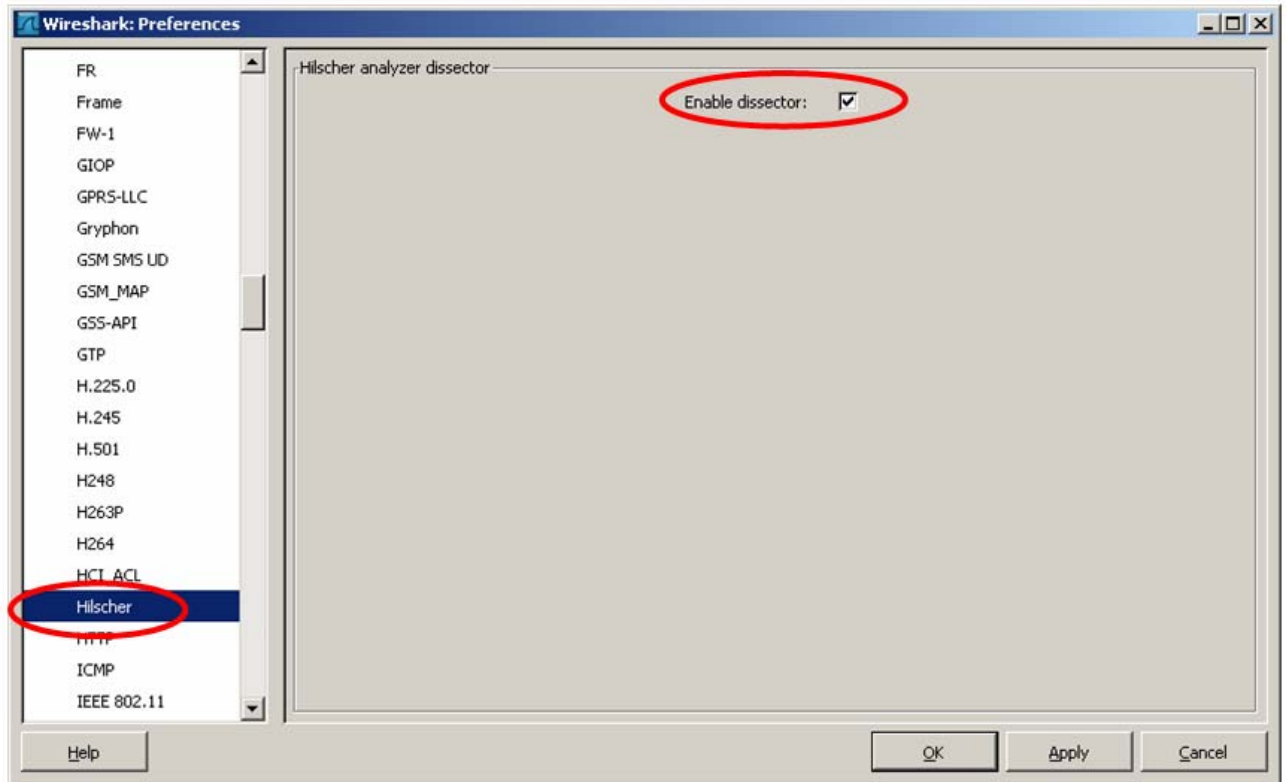 Wireshark: Preferences
FR
Frame
FW-1
GIOP
GPRS-LLC
Gryphon
GSM SMS UD
GSM_MAP
GSS-API
GTP
H.225.0
H.245
H.501
H248
H263P
H264
HCI_ACL
Hilscher
HTTP
ICMP
IEEE 802.11
Hilscher analyzer dissector
Enable dissector:
Help
OK
Apply
Cancel